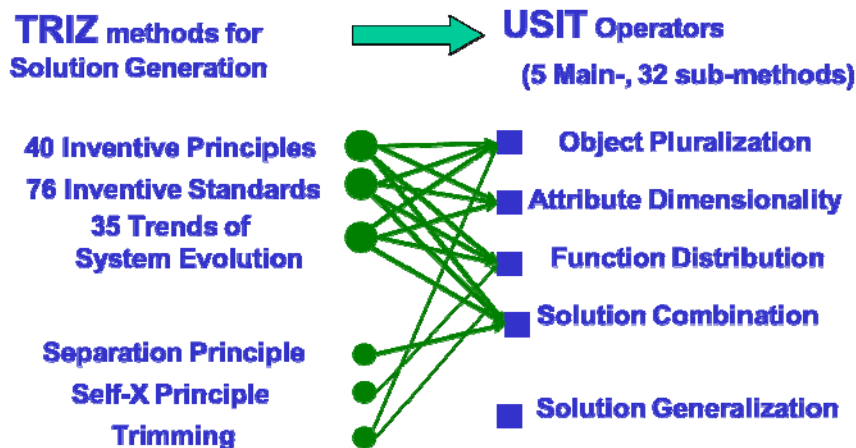 TRIZ methods for
Solution Generation
USIT Operators
(5 Main-, 32 sub-methods)
40 Inventive Principles
76 Inventive Standards
35 Trends of
System Evolution
Separation Principle
Self-X Principle
Trimming
Object Pluralization
Attribute Dimensionality
Function Distribution
Solution Combination
Solution Generalization